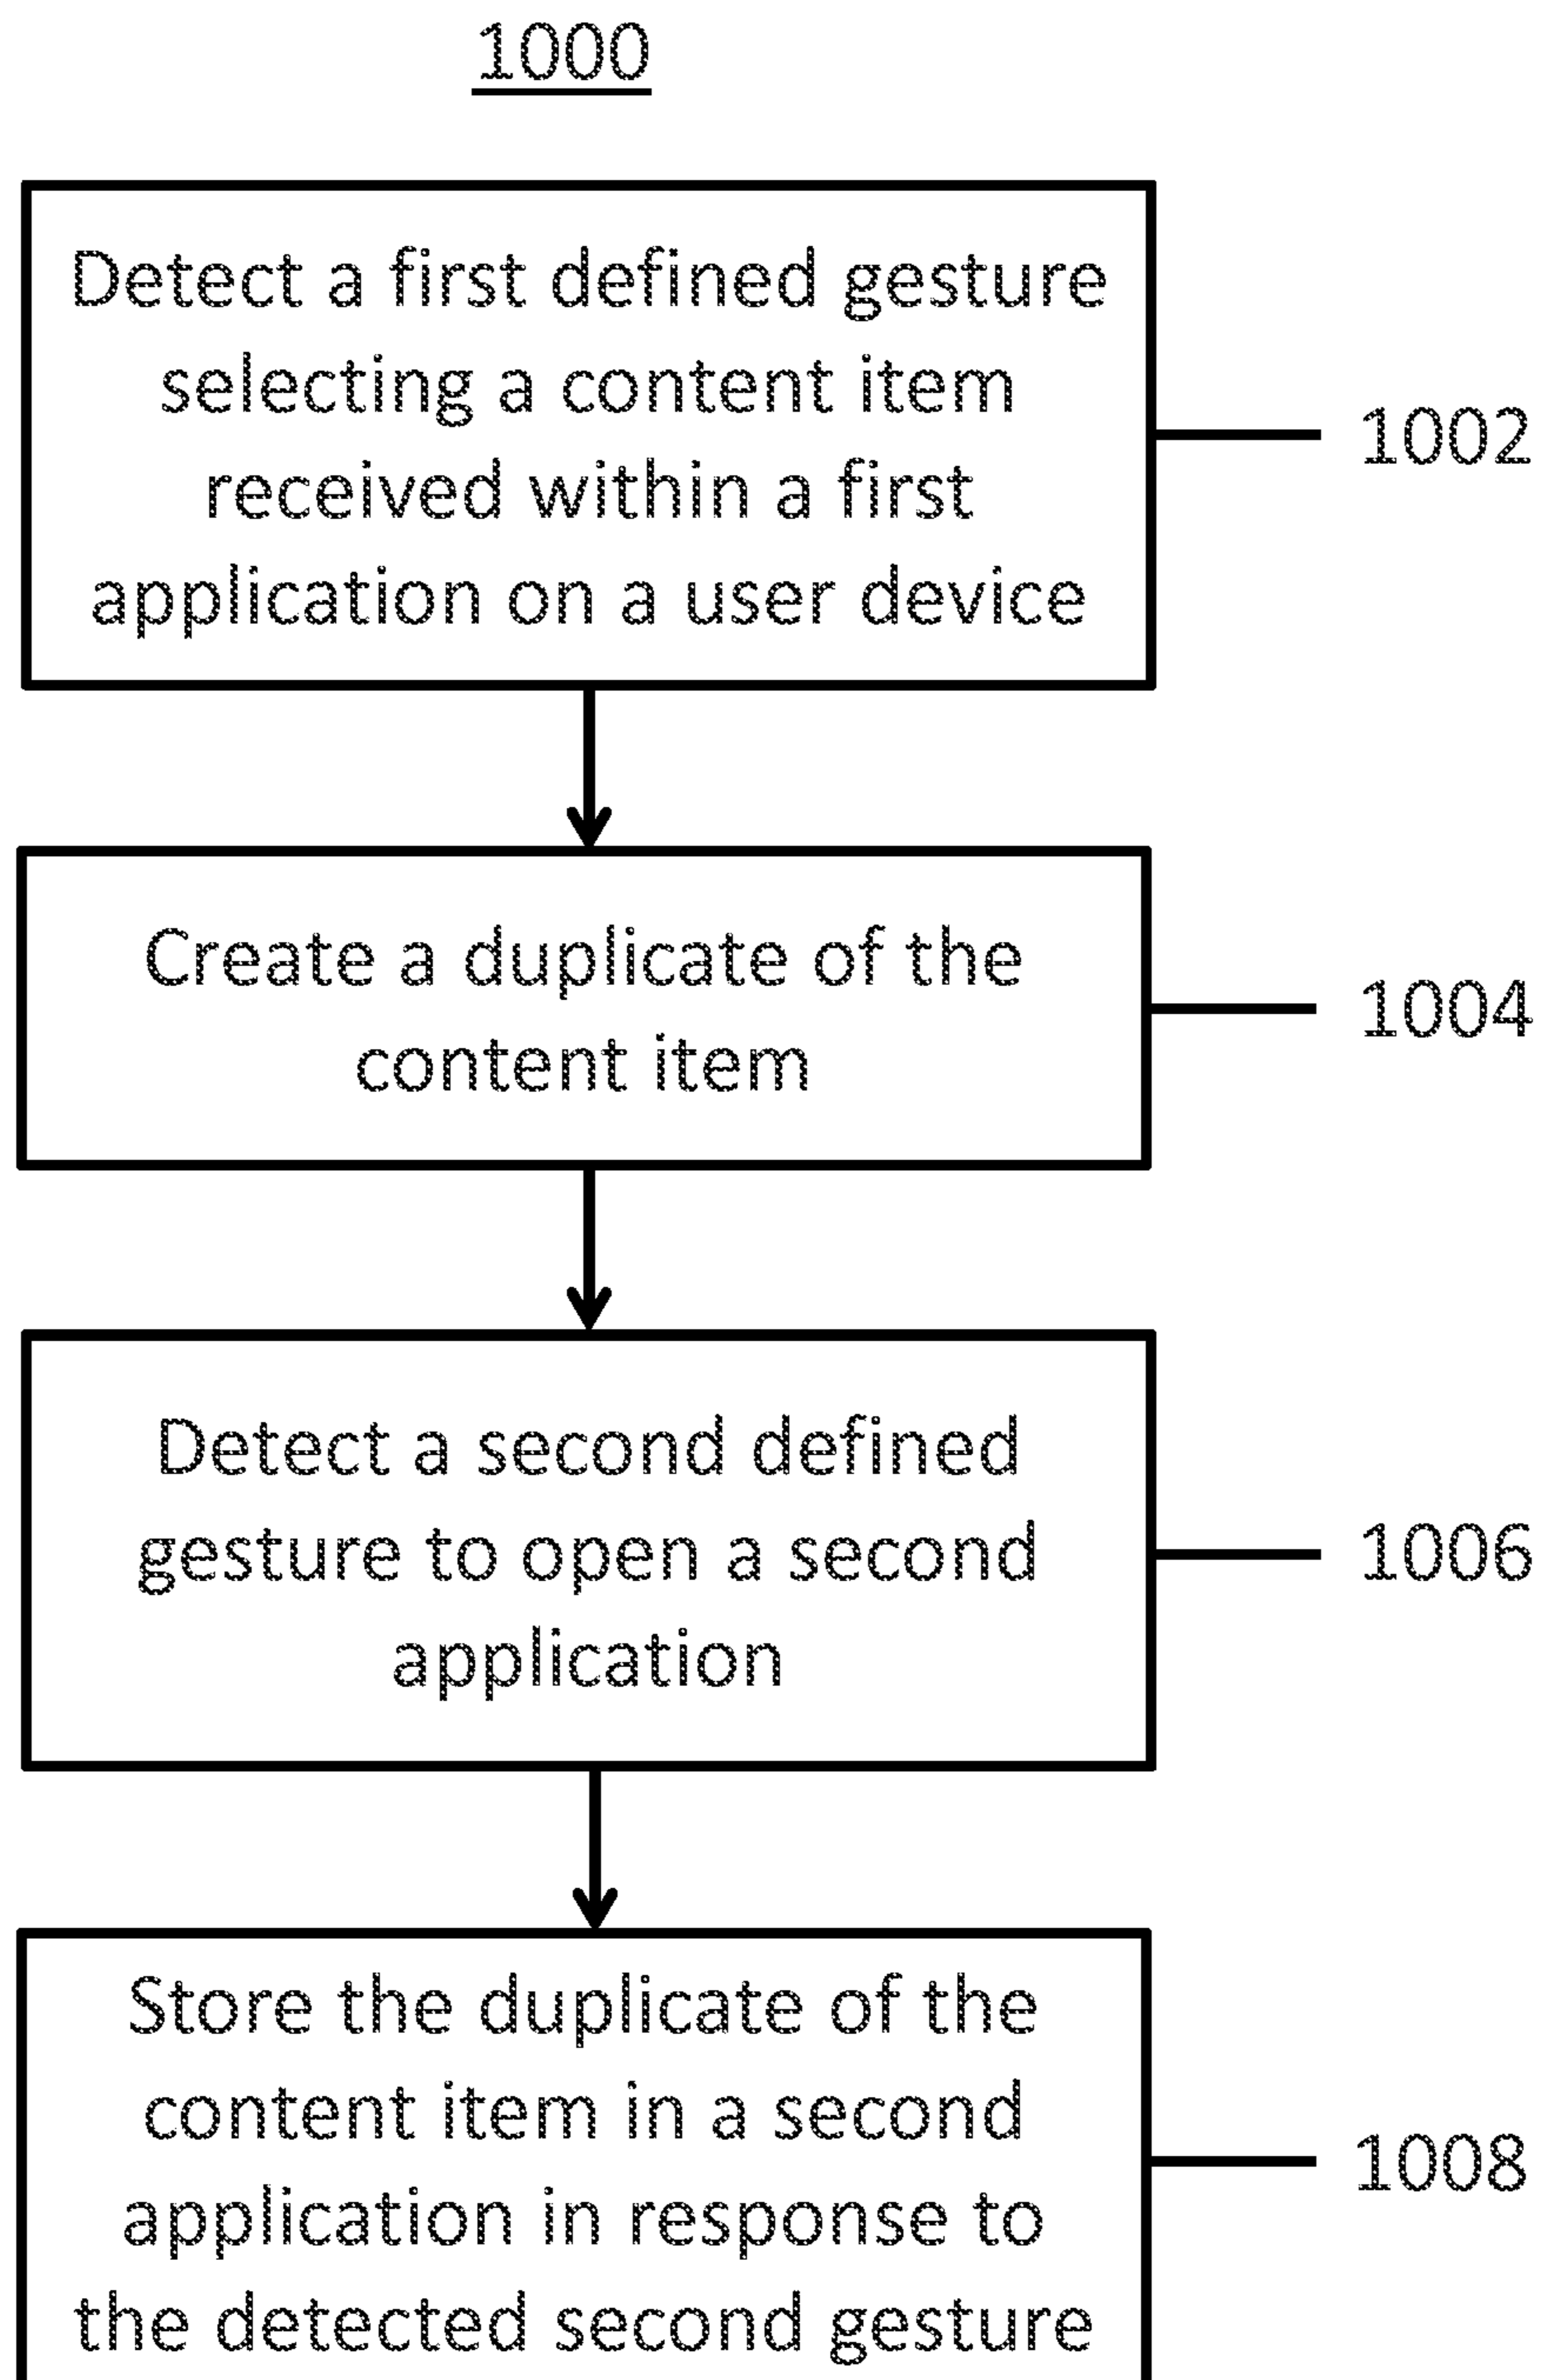 1000
Detect a first defined gesture
selecting a content item
received within a first
application on a user device
1002
Create a duplicate of the
content item
1004
Detect a second defined
gesture to open a second
application
1006
Store the duplicate of the
content item in a second
application in response to
the detected second gesture
1008